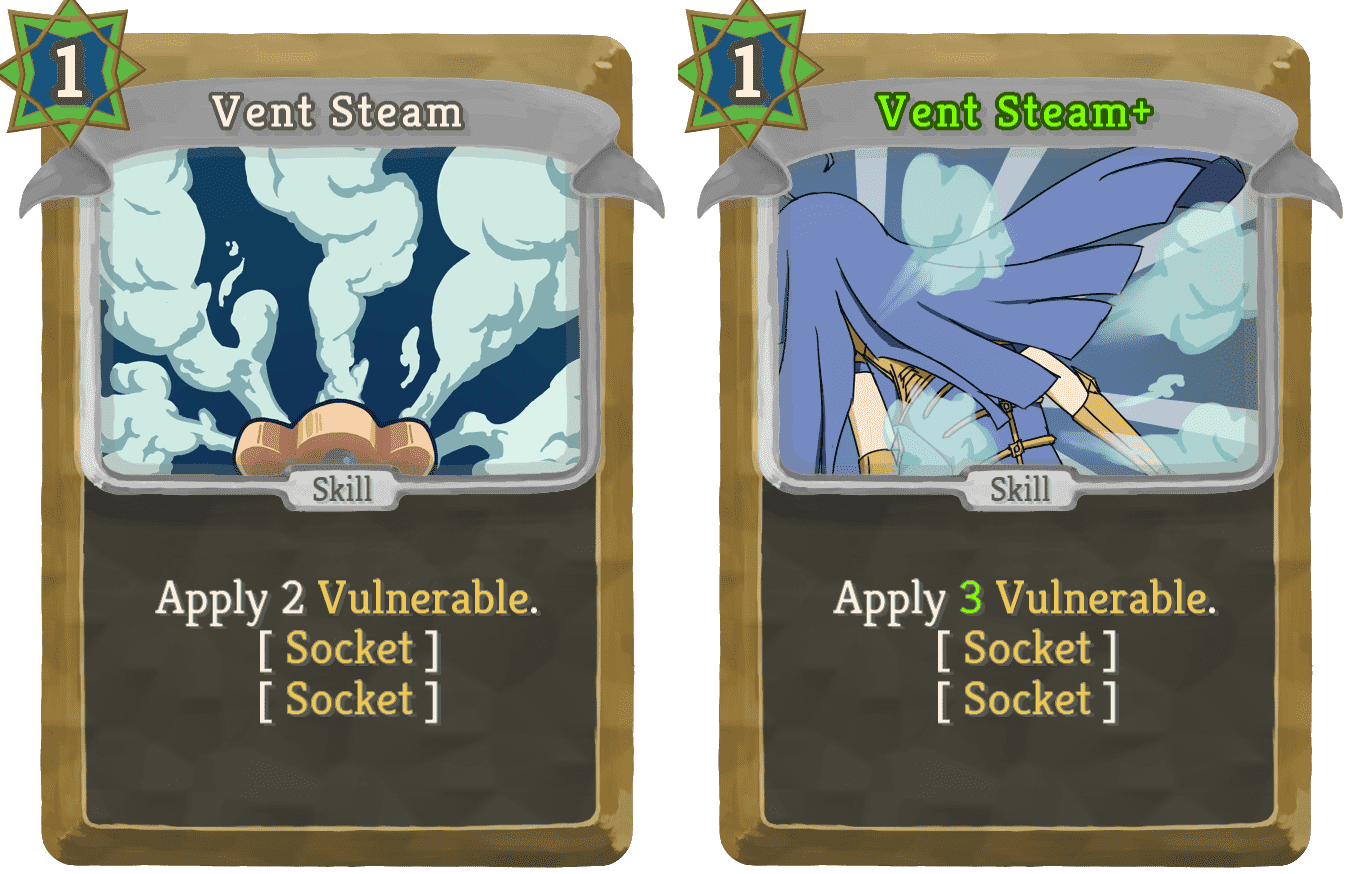 1
Vent Steam
Skill
Apply 2 Vulnerable.
[ Socket ]
[ Socket ]
1
Vent Steam+
Skill
Apply 3 Vulnerable.
[ Socket ]
[ Socket ]